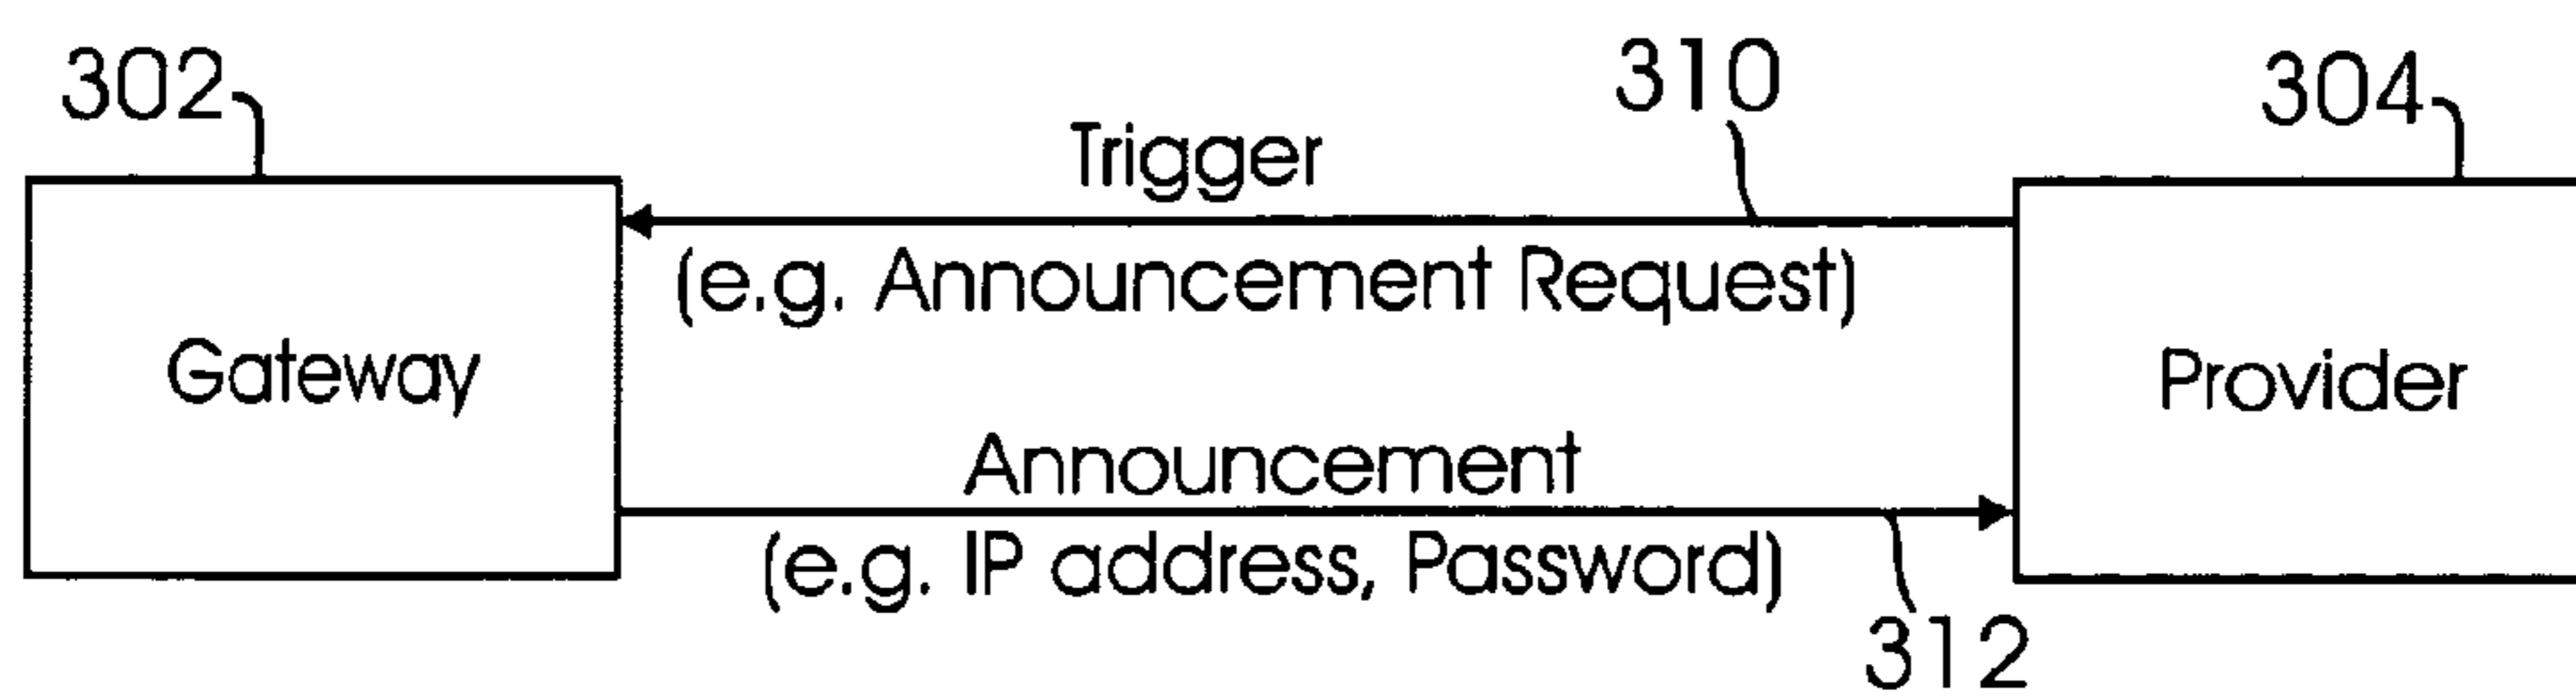 302
310
304
Trigger
(e.g. Announcement Request)
Gateway
Provider
Announcement
(e.g. IP address, Password)
312